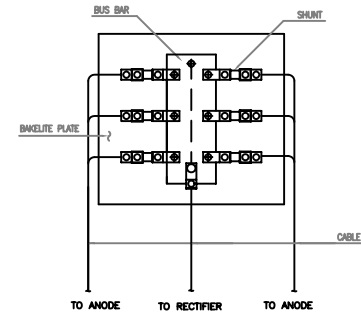 BUS BAR
SHUNT
BAKELITE PLATE
CABLE
TO ANODE
TO RECTIFIER
TO ANODE